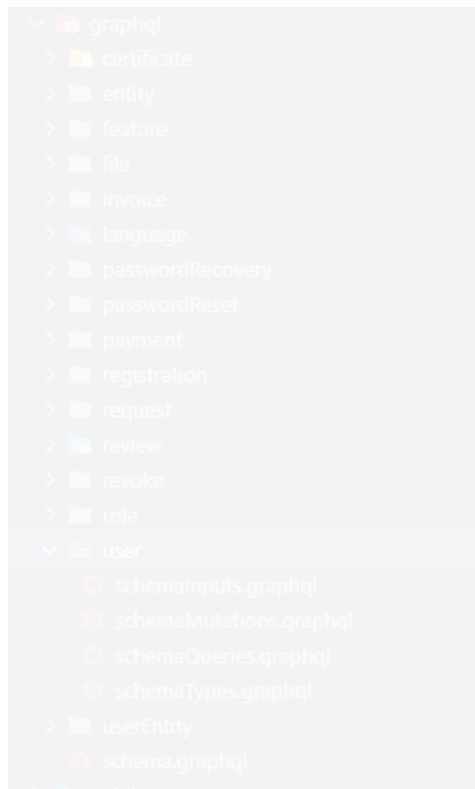 graphql
certificate
entity
feature
file
invoice
language
passwordRecovery
passwordReset
payment
registration
request
review
revoke
role
user
schemaInputs.graphql
schemaMutations.graphql
schemaQueries.graphql
schemaTypes.graphql
userEntity
schema.graphql